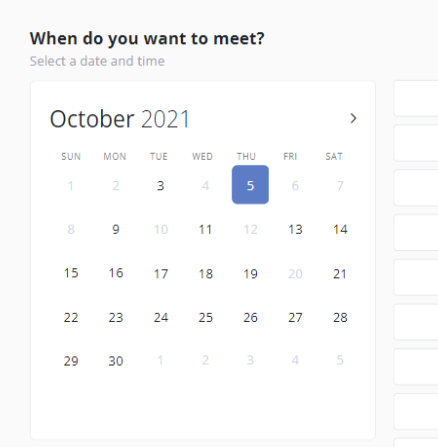 When do you want to meet?
Select a date and time
October 2021 >
SUN MON TUE WED THU FRI SAT
1 2 3 4 5 6 7
8 9 10 11 12 13 14
15 16 17 18 19 20 21
22 23 24 25 26 27 28
29 30 1 2 3 4 5